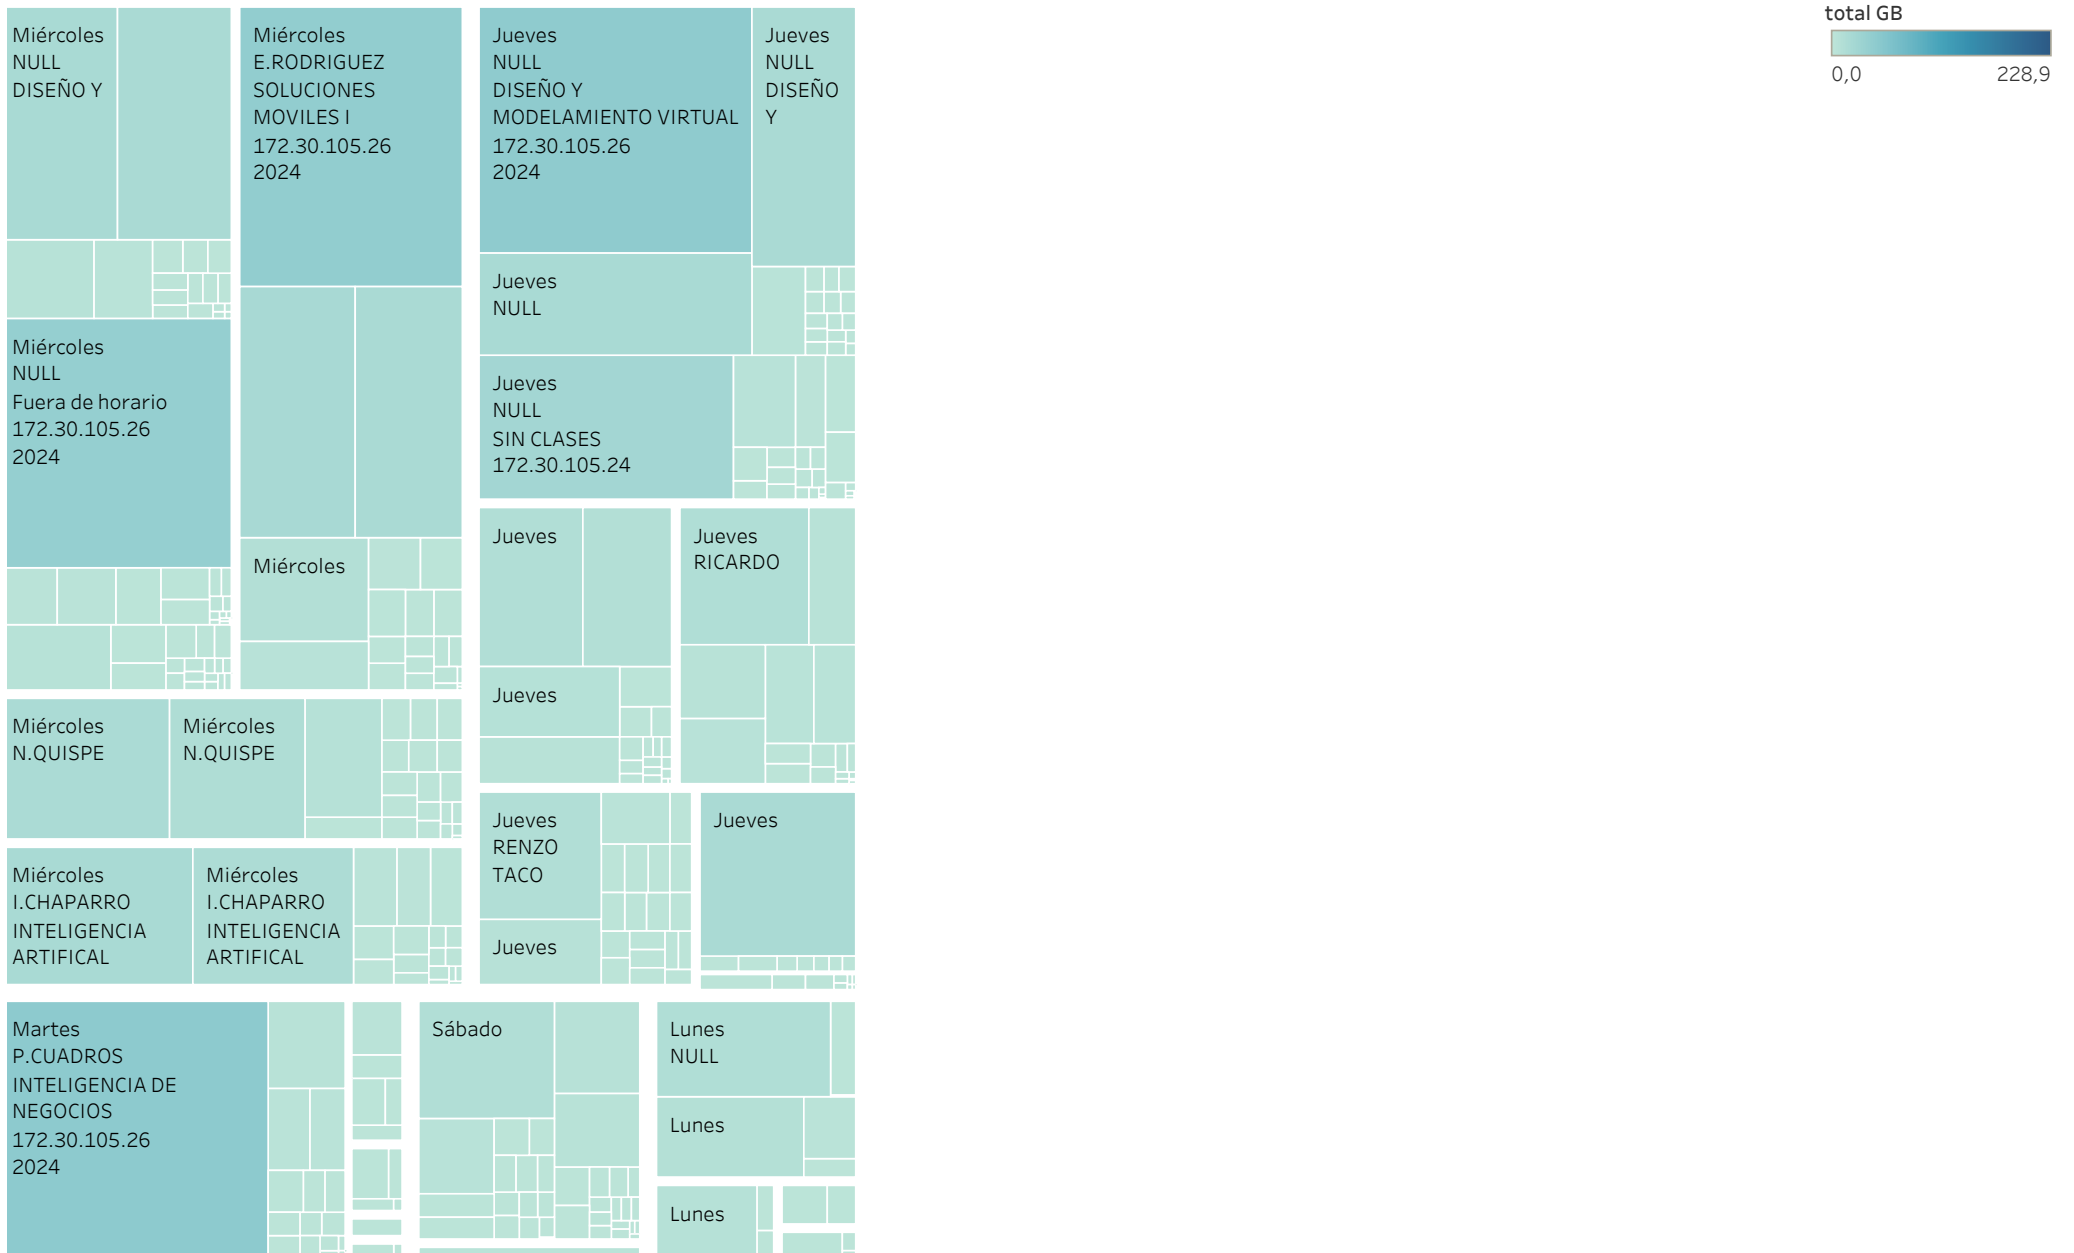 Miércoles
NULL
DISEÑO Y
Miércoles
E.RODRIGUEZ
SOLUCIONES
MOVILES I
172.30.105.26
2024
Jueves
NULL
DISEÑO Y
MODELAMIENTO VIRTUAL
172.30.105.26
2024
Jueves
NULL
DISEÑO
Y
total GB
0,0
228,9
Jueves
NULL
Miércoles
NULL
Fuera de horario
172.30.105.26
2024
Jueves
NULL
SIN CLASES
172.30.105.24
Miércoles
Jueves
Jueves
RICARDO
Jueves
Miércoles
N.QUISPE
Miércoles
N.QUISPE
Jueves
RENZO
TACO
Jueves
Miércoles
I.CHAPARRO
INTELIGENCIA
ARTIFICAL
Miércoles
I.CHAPARRO
INTELIGENCIA
ARTIFICAL
Jueves
Martes
P.CUADROS
INTELIGENCIA DE
NEGOCIOS
172.30.105.26
2024
Sábado
Lunes
NULL
Lunes
Lunes